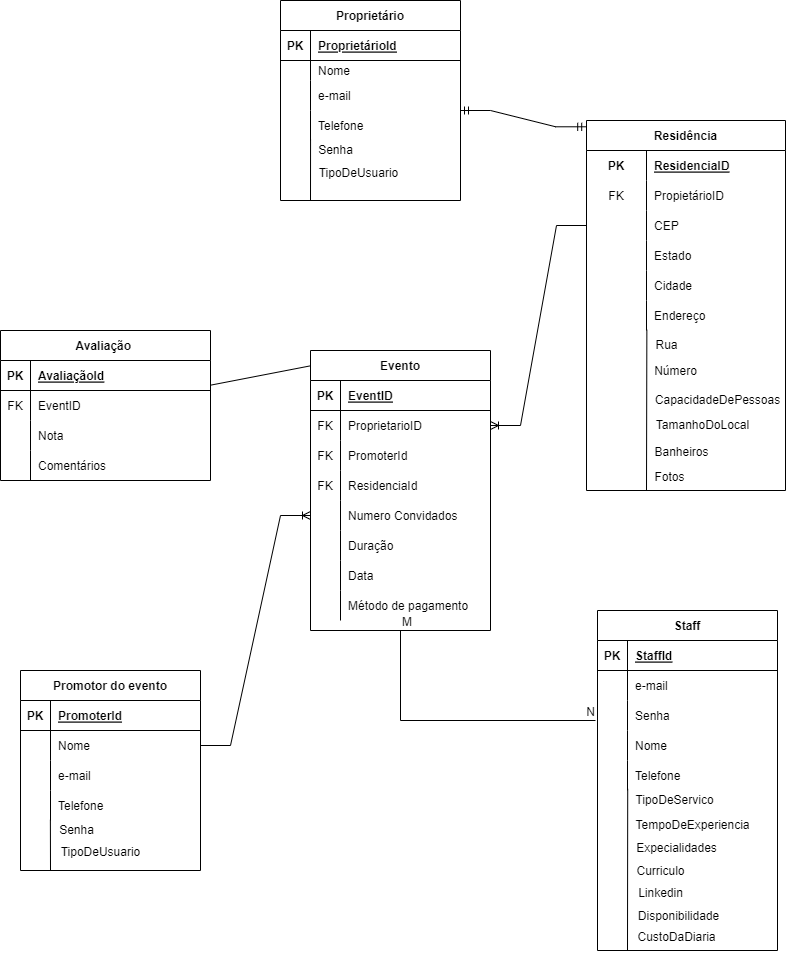 Proprietário
PK ProprietárioId
Nome
e-mail
Telefone
Senha
TipoDeUsuario
Residência
PK ResidenciaID
FK PropietárioID
CEP
Estado
Cidade
Endereço
Rua
Número
CapacidadeDePessoas
TamanhoDoLocal
Banheiros
Fotos
Avaliação
PK AvaliaçãoId
FK EventID
Nota
Comentários
Evento
PK EventID
FK ProprietarioID
FK PromoterId
FK ResidenciaId
Numero Convidados
Duração
Data
Método de pagamento
M
N
Promotor do evento
PK PromoterId
Nome
e-mail
Telefone
Senha
TipoDeUsuario
Staff
PK StaffId
e-mail
Senha
Nome
Telefone
TipoDeServico
TempoDeExperiencia
Expecialidades
Curriculo
Linkedin
Disponibilidade
CustoDaDiaria